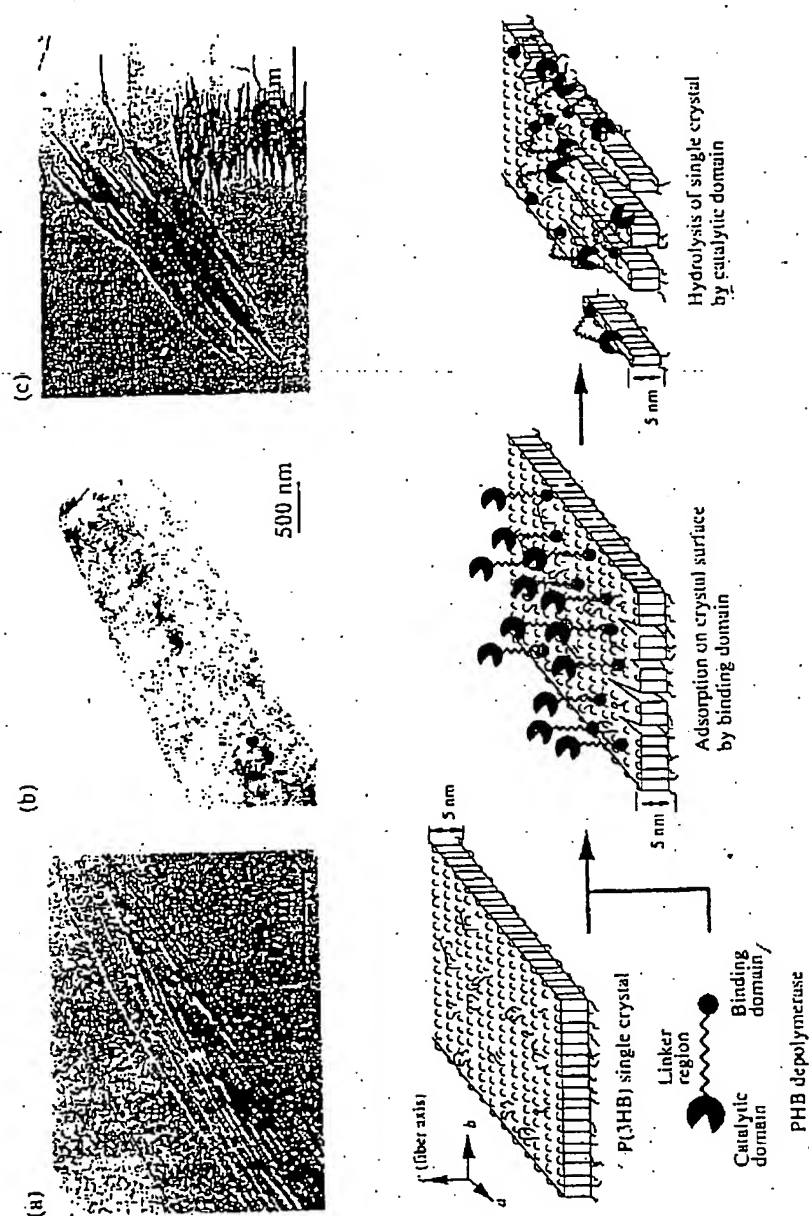 (a)
(b)
500 nm
(c)
(fiber axis)
b
a
5 nm
P(3HB) single crystal
Linker
region
Catalytic
domain
Binding
domain
PHB depolymerase
5 nm
Adsorption on crystal surface
by binding domain
5 nm
Hydrolysis of single crystal
by catalytic domain